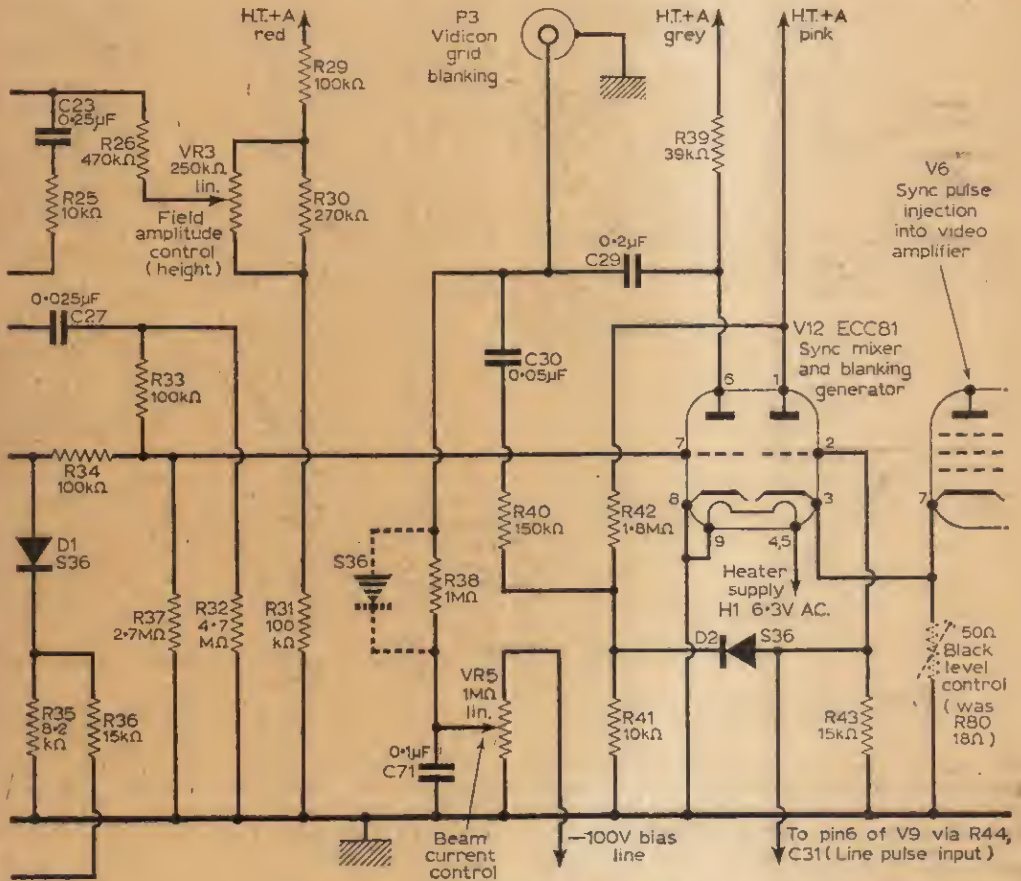 H.T.+A
red
P3
Vidicon
grid
blanking
H.T.+A
grey
H.T.+A
pink
R29
100kΩ
C23
0·25μF
R26
470kΩ
VR3
250kΩ
lin.
R25
10kΩ
Field
amplitude
control
(height)
R30
270kΩ
R39
39kΩ
V6
Sync pulse
injection
into video
amplifier
0·2μF
C29
0·025μF
C27
C30
0·05μF
V12 ECC81
Sync mixer
and blanking
generator
R33
100kΩ
6
1
7
2
R34
100kΩ
8
3
7
9
4,5
D1
S36
S36
R40
150kΩ
R42
1·8MΩ
R38
1MΩ
Heater
supply
H1 6·3V AC.
R37
2·7MΩ
R32
4·7
MΩ
R31
100
kΩ
D2
S36
50Ω
Black
level
control
(was
R80
18Ω)
VR5
1MΩ
lin.
R35
8·2
kΩ
R36
15kΩ
R41
10kΩ
R43
15kΩ
0·1μF
C71
Beam
current
control
—100V bias
line
To pin6 of V9 via R44,
C31 (Line pulse input)